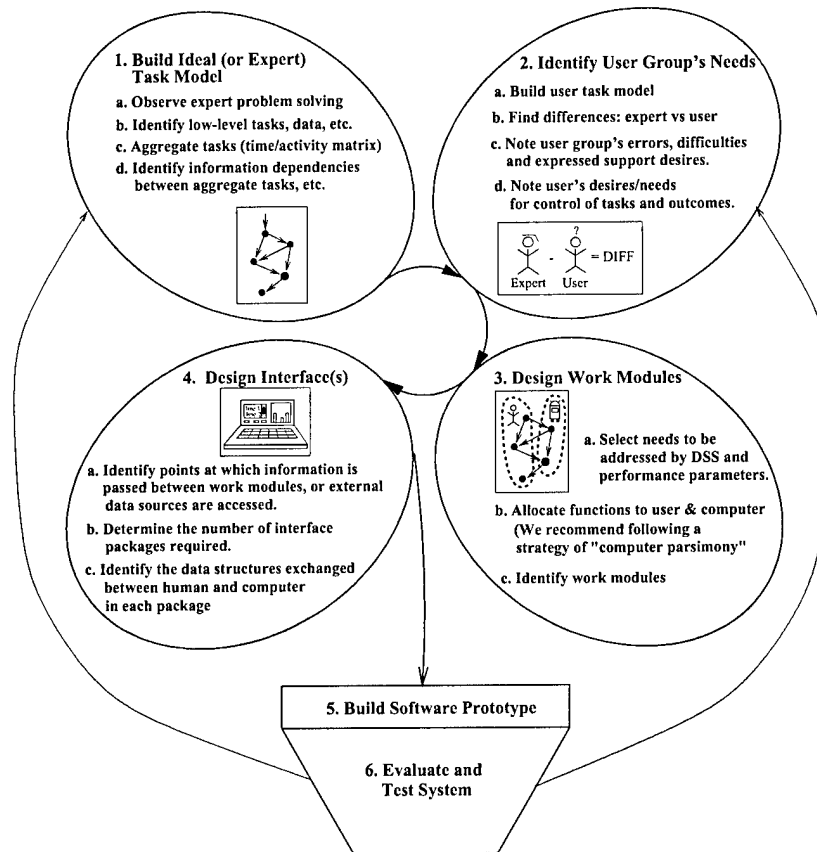 1. Build Ideal (or Expert)
Task Model
a. Observe expert problem solving
b. Identify low-level tasks, data, etc.
c. Aggregate tasks (time/activity matrix)
d. Identify information dependencies
between aggregate tasks, etc.
2. Identify User Group's Needs
a. Build user task model
b. Find differences: expert vs user
c. Note user group's errors, difficulties
and expressed support desires.
d. Note user's desires/needs
for control of tasks and outcomes.
?
- = DIFF
Expert User
4. Design Interface(s)
a. Identify points at which information is
passed between work modules, or external
data sources are accessed.
b. Determine the number of interface
packages required.
c. Identify the data structures exchanged
between human and computer
in each package
3. Design Work Modules
a. Select needs to be
addressed by DSS and
performance parameters.
b. Allocate functions to user & computer
(We recommend following a
strategy of "computer parsimony"
c. Identify work modules
5. Build Software Prototype
6. Evaluate and
Test System